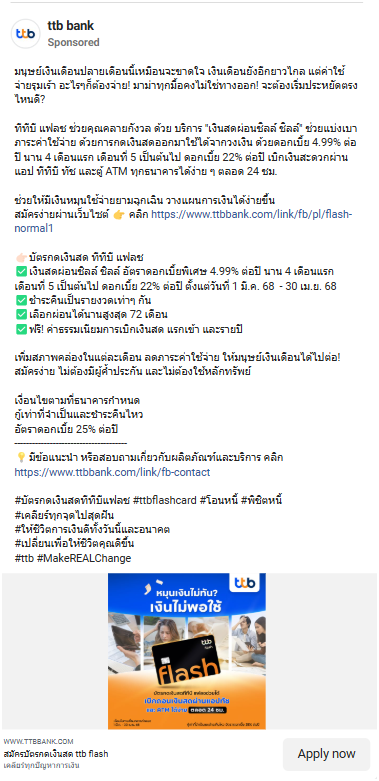 ttb bank
Sponsored
มนุษย์เงินเดือนปลายเดือนนี้เหมือนจะขาดใจ เงินเดือนยังอีกยาวไกล แต่ค่าใช้
จ่ายรุมเร้า อะไรๆก็ต้องจ่าย! มาม่าทุกมื้อคงไม่ใช่ทางออก! จะต้องเริ่มประหยัดตรง
ไหนดี?
ทีทีบี แฟลช ช่วยคุณคลายกังวล ด้วย บริการ "เงินสดผ่อนชิลล์ ชิลล์" ช่วยแบ่งเบา
ภาระค่าใช้จ่าย ด้วยการกดเงินสดออกมาใช้ได้จากวงเงิน ด้วยดอกเบี้ย 4.99% ต่อ
ปี นาน 4 เดือนแรก เดือนที่ 5 เป็นต้นไป ดอกเบี้ย 22% ต่อปี เบิกเงินสะดวกผ่าน
แอป ทีทีบี ทัช และตู้ ATM ทุกธนาคารได้ง่าย ๆ ตลอด 24 ชม.
ช่วยให้มีเงินหมุนใช้จ่ายยามฉุกเฉิน วางแผนการเงินได้ง่ายขึ้น
สมัครง่ายผ่านเว็บไซต์ 👉 คลิก https://www.ttbbank.com/link/fb/pl/flash-
normal1
👉🏻บัตรกดเงินสด ทีทีบี แฟลช
✅เงินสดผ่อนชิลล์ ชิลล์ อัตราดอกเบี้ยพิเศษ 4.99% ต่อปี นาน 4 เดือนแรก
เดือนที่ 5 เป็นต้นไป ดอกเบี้ย 22% ต่อปี ตั้งแต่วันที่ 1 มี.ค. 68 - 30 เม.ย. 68
✅ชำระคืนเป็นรายงวดเท่าๆ กัน
✅เลือกผ่อนได้นานสูงสุด 72 เดือน
✅ฟรี! ค่าธรรมเนียมการเบิกเงินสด แรกเข้า และรายปี
เพิ่มสภาพคล่องในแต่ละเดือน ลดภาระค่าใช้จ่าย ให้มนุษย์เงินเดือนได้ไปต่อ!
สมัครง่าย ไม่ต้องมีผู้ค้ำประกัน และไม่ต้องใช้หลักทรัพย์
เงื่อนไขตามที่ธนาคารกำหนด
กู้เท่าที่จำเป็นและชำระคืนไหว
อัตราดอกเบี้ย 25% ต่อปี
--------------------------------------
💡มีข้อแนะนำ หรือสอบถามเกี่ยวกับผลิตภัณฑ์และบริการ คลิก
https://www.ttbbank.com/link/fb-contact
#บัตรกดเงินสดทีทีบีแฟลช #ttbflashcard #โอนหนี้ #พิชิตหนี้
#เคลียร์ทุกจุดไปสุดฝัน
#ให้ชีวิตการเงินดีทั้งวันนี้และอนาคต
#เปลี่ยนเพื่อให้ชีวิตคุณดีขึ้น
#ttb #MakeREALChange
ttb
หมุนเงินไม่ทัน?
เงินไม่พอใช้
ttb
flash
บัตรกดเงินสด ทีทีบี แฟลชช่วยได้
เบิกถอนเงินสดผ่านแอปทัช
และ ATM ได้ง่าย ตลอด 24 ชม.
WWW.TTBBANK.COM
สมัครบัตรกดเงินสด ttb flash
เคลียร์ทุกปัญหาการเงิน
Apply now